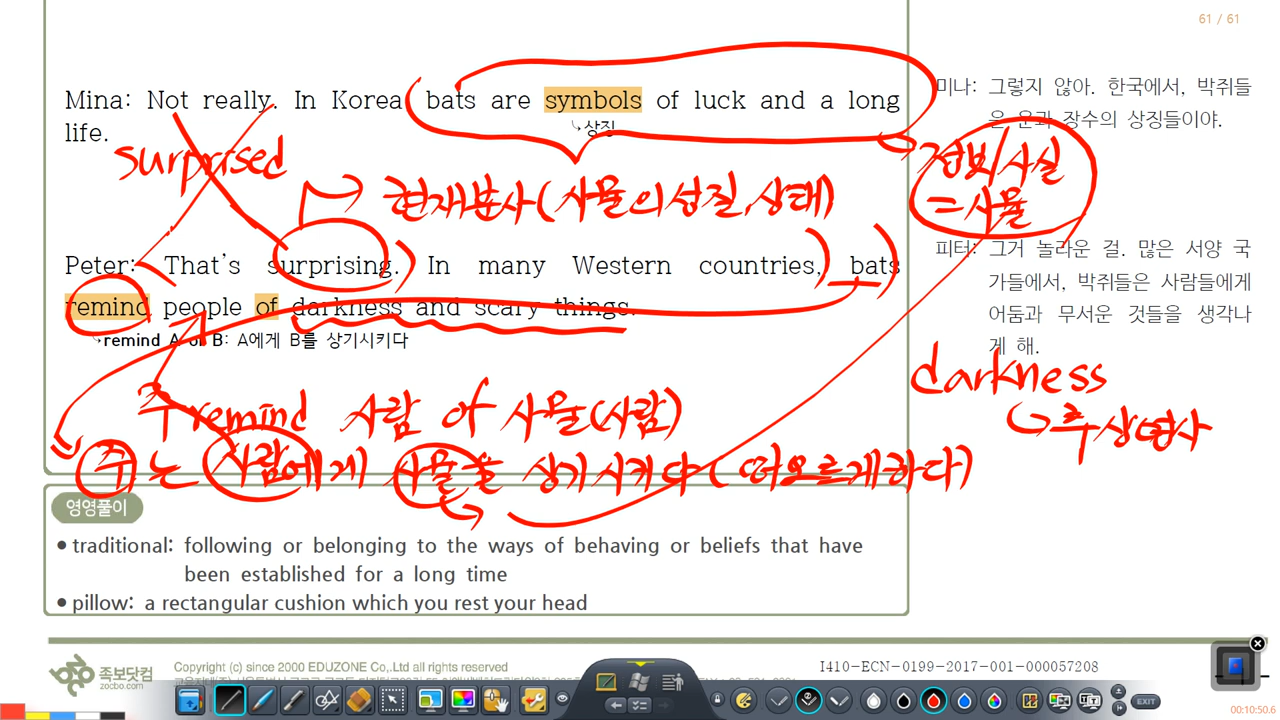 61 / 61
Mina: Not really. In Korea, bats are symbols of luck and a long
life.
상징
미나: 그렇지 않아. 한국에서, 박쥐들
은 운과 장수의 상징들이야.
surprised
정보/사실
= 사물
현재분사(사물의 성질, 상태)
Peter: That's surprising. In many Western countries, bats
remind people of darkness and scary things.
remind A of B: A에게 B를 상기시키다
피터: 그거 놀라운 걸. 많은 서양 국
가들에서, 박쥐들은 사람들에게
어둠과 무서운 것들을 생각나
게 해.
darkness
추상명사
주 remind 사람 of 사물(사람)
주는 사람에게 사물을 상기시키다(떠오르게하다)
영영풀이
• traditional: following or belonging to the ways of behaving or beliefs that have
been established for a long time
• pillow: a rectangular cushion which you rest your head
족보닷컴
zocbo.com
Copyright (c) since 2000 EDUZONE Co,.Ltd all rights reserved
I410-ECN-0199-2017-001-000057208
EXIT
00:10:50.6